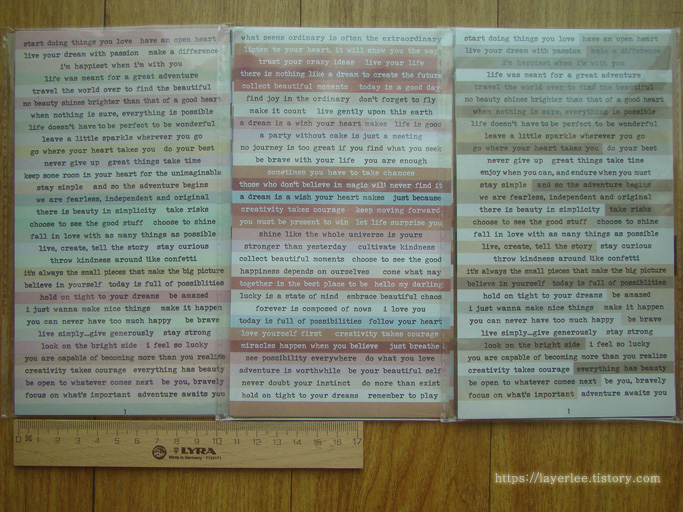 start doing things you love   have an open heart
live your dream with passion   make a difference
i'm happiest when i'm with you
life was meant for a great adventure
travel the world over to find the beautiful
no beauty shines brighter than that of a good heart
when nothing is sure, everything is possible
life doesn't have to be perfect to be wonderful
leave a little sparkle wherever you go
go where your heart takes you   do your best
never give up   great things take time
keep some room in your heart for the unimaginable
stay simple   and so the adventure begins
we are fearless, independent and original
there is beauty in simplicity   take risks
choose to see the good stuff   choose to shine
fall in love with as many things as possible
live, create, tell the story   stay curious
throw kindness around like confetti
it's always the small pieces that make the big picture
believe in yourself   today is full of possiblities
hold on tight to your dreams   be amazed
i just wanna make nice things   make it happen
you can never have too much happy   be brave
live simply…give generously   stay strong
look on the bright side   i feel so lucky
you are capable of becoming more than you realise
creativity takes courage   everything has beauty
be open to whatever comes next   be you, bravely
focus on what's important   adventure awaits you
1
what seems ordinary is often the extraordinary
listen to your heart, it will show you the way
trust your crazy ideas   live your life
there is nothing like a dream to create the future
collect beautiful moments   today is a good day
find joy in the ordinary   don't forget to fly
make it count   live gently upon this earth
a dream is a wish your heart makes   life is good
a party without cake is just a meeting
no journey is too great if you find what you seek
be brave with your life   you are enough
sometimes you have to take chances
those who don't believe in magic will never find it
a dream is a wish your heart makes   just because
creativity takes courage   keep moving forward
you must be present to win   let life surprise you
shine like the whole universe is yours
stronger than yesterday   cultivate kindness
collect beautiful moments   choose to see the good
happiness depends on ourselves   come what may
together is the best place to be   hello my darling
lucky is a state of mind   embrace beautiful chaos
forever is composed of nows   i love you
today is full of possibilities   follow your heart
first comes love   creativity takes courage
miracles happen when you believe   just breathe
see possibility everywhere   do what you love
adventure is worthwhile   be your beautiful self
never doubt your instinct   do more than exist
hold on tight to your dreams   remember to play
start doing things you love   have an open heart
live your dream with passion   make a difference
i'm happiest when i'm with you
life was meant for a great adventure
travel the world over to find the beautiful
no beauty shines brighter than that of a good heart
when nothing is sure, everything is possible
life doesn't have to be perfect to be wonderful
leave a little sparkle wherever you go
go where your heart takes you   do your best
never give up   great things take time
enjoy when you can, and endure when you must
stay simple   and so the adventure begins
we are fearless, independent and original
there is beauty in simplicity   take risks
choose to see the good stuff   choose to shine
fall in love with as many things as possible
live, create, tell the story   stay curious
throw kindness around like confetti
it's always the small pieces that make the big picture
believe in yourself   today is full of possiblities
hold on tight to your dreams   be amazed
i just wanna make nice things   make it happen
you can never have too much happy   be brave
live simply…give generously   stay strong
look on the bright side   i feel so lucky
you are capable of becoming more than you realise
creativity takes courage   everything has beauty
be open to whatever comes next   be you, bravely
focus on what's important   adventure awaits you
1
0 1 2 3 4 5 6 7 8 9 10 11 12 13 14 15 16 17
LYRA
Made in Germany
https://layerlee.tistory.com